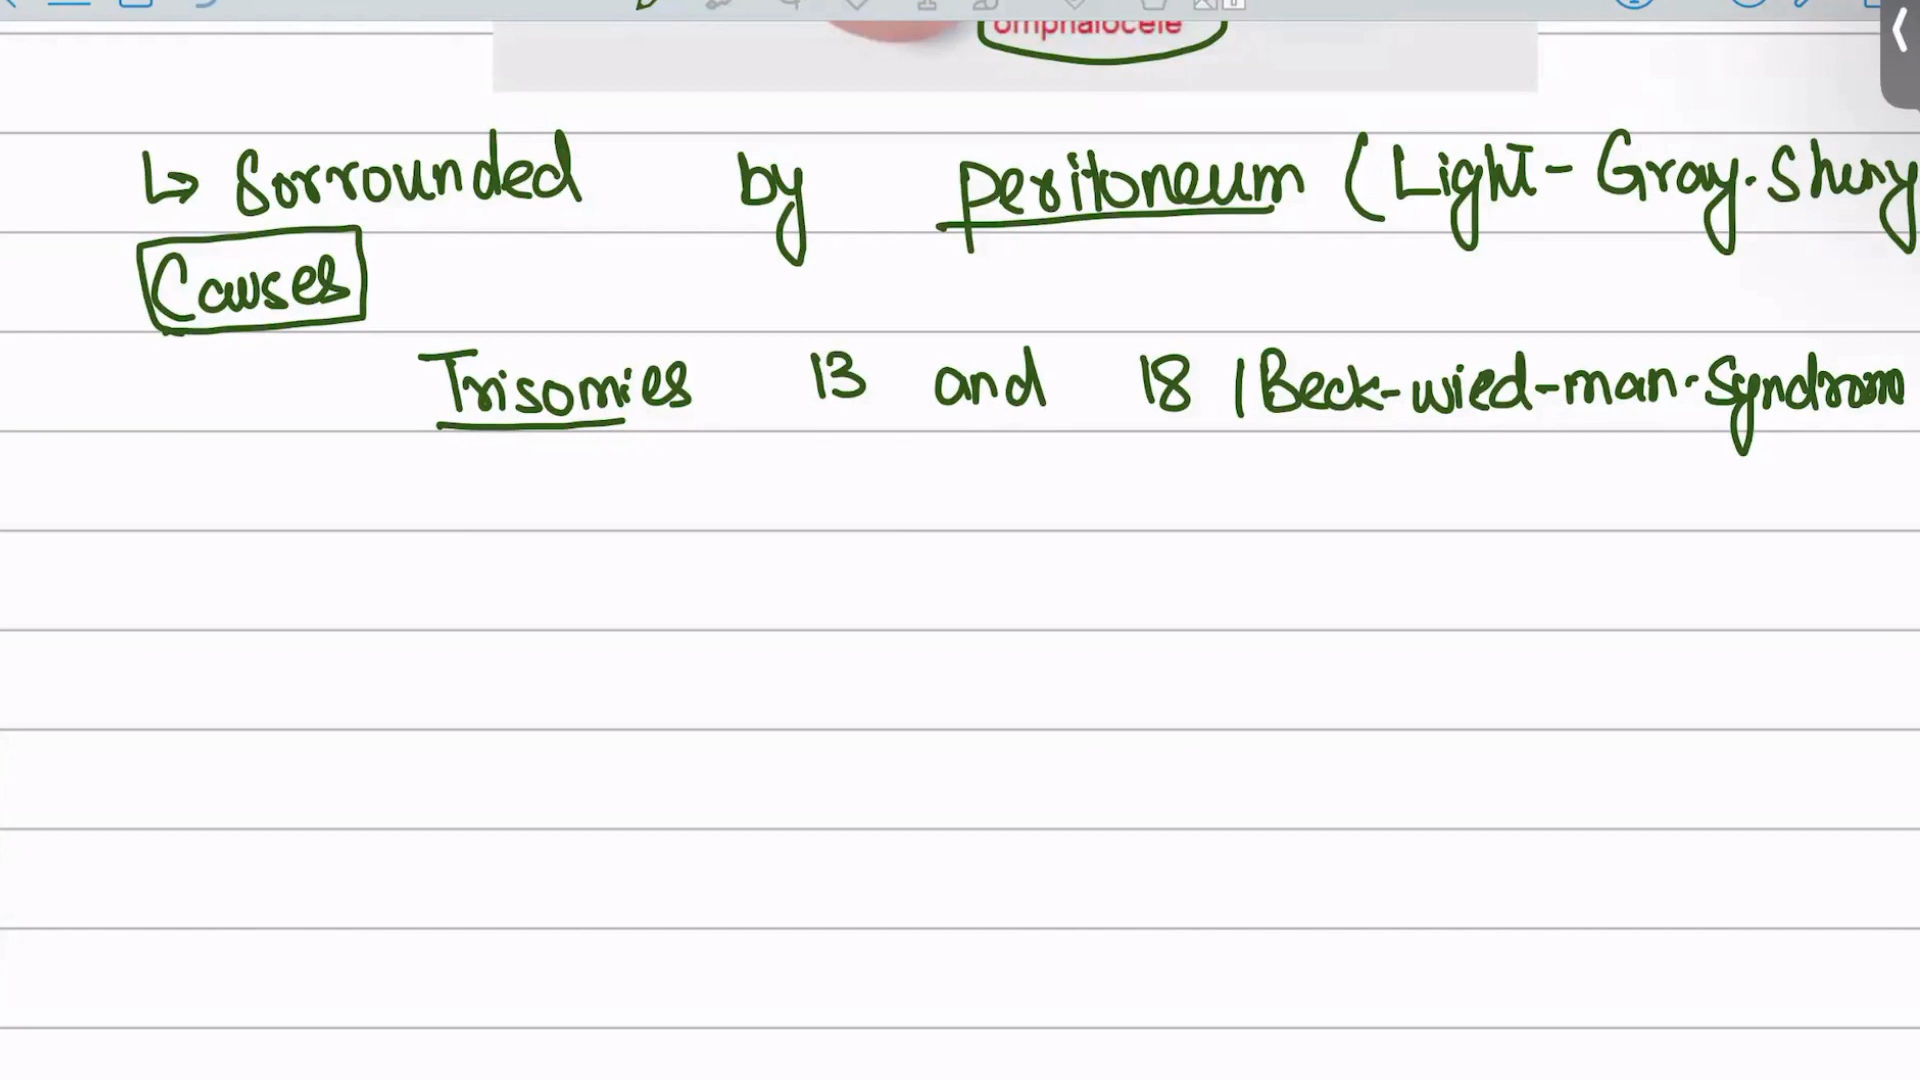 omphalocele
↳ Sorrounded by peritoneum (Light-Gray-Shiny
Causes
Trisomies 13 and 18 | Beck-wied-man-Syndrom